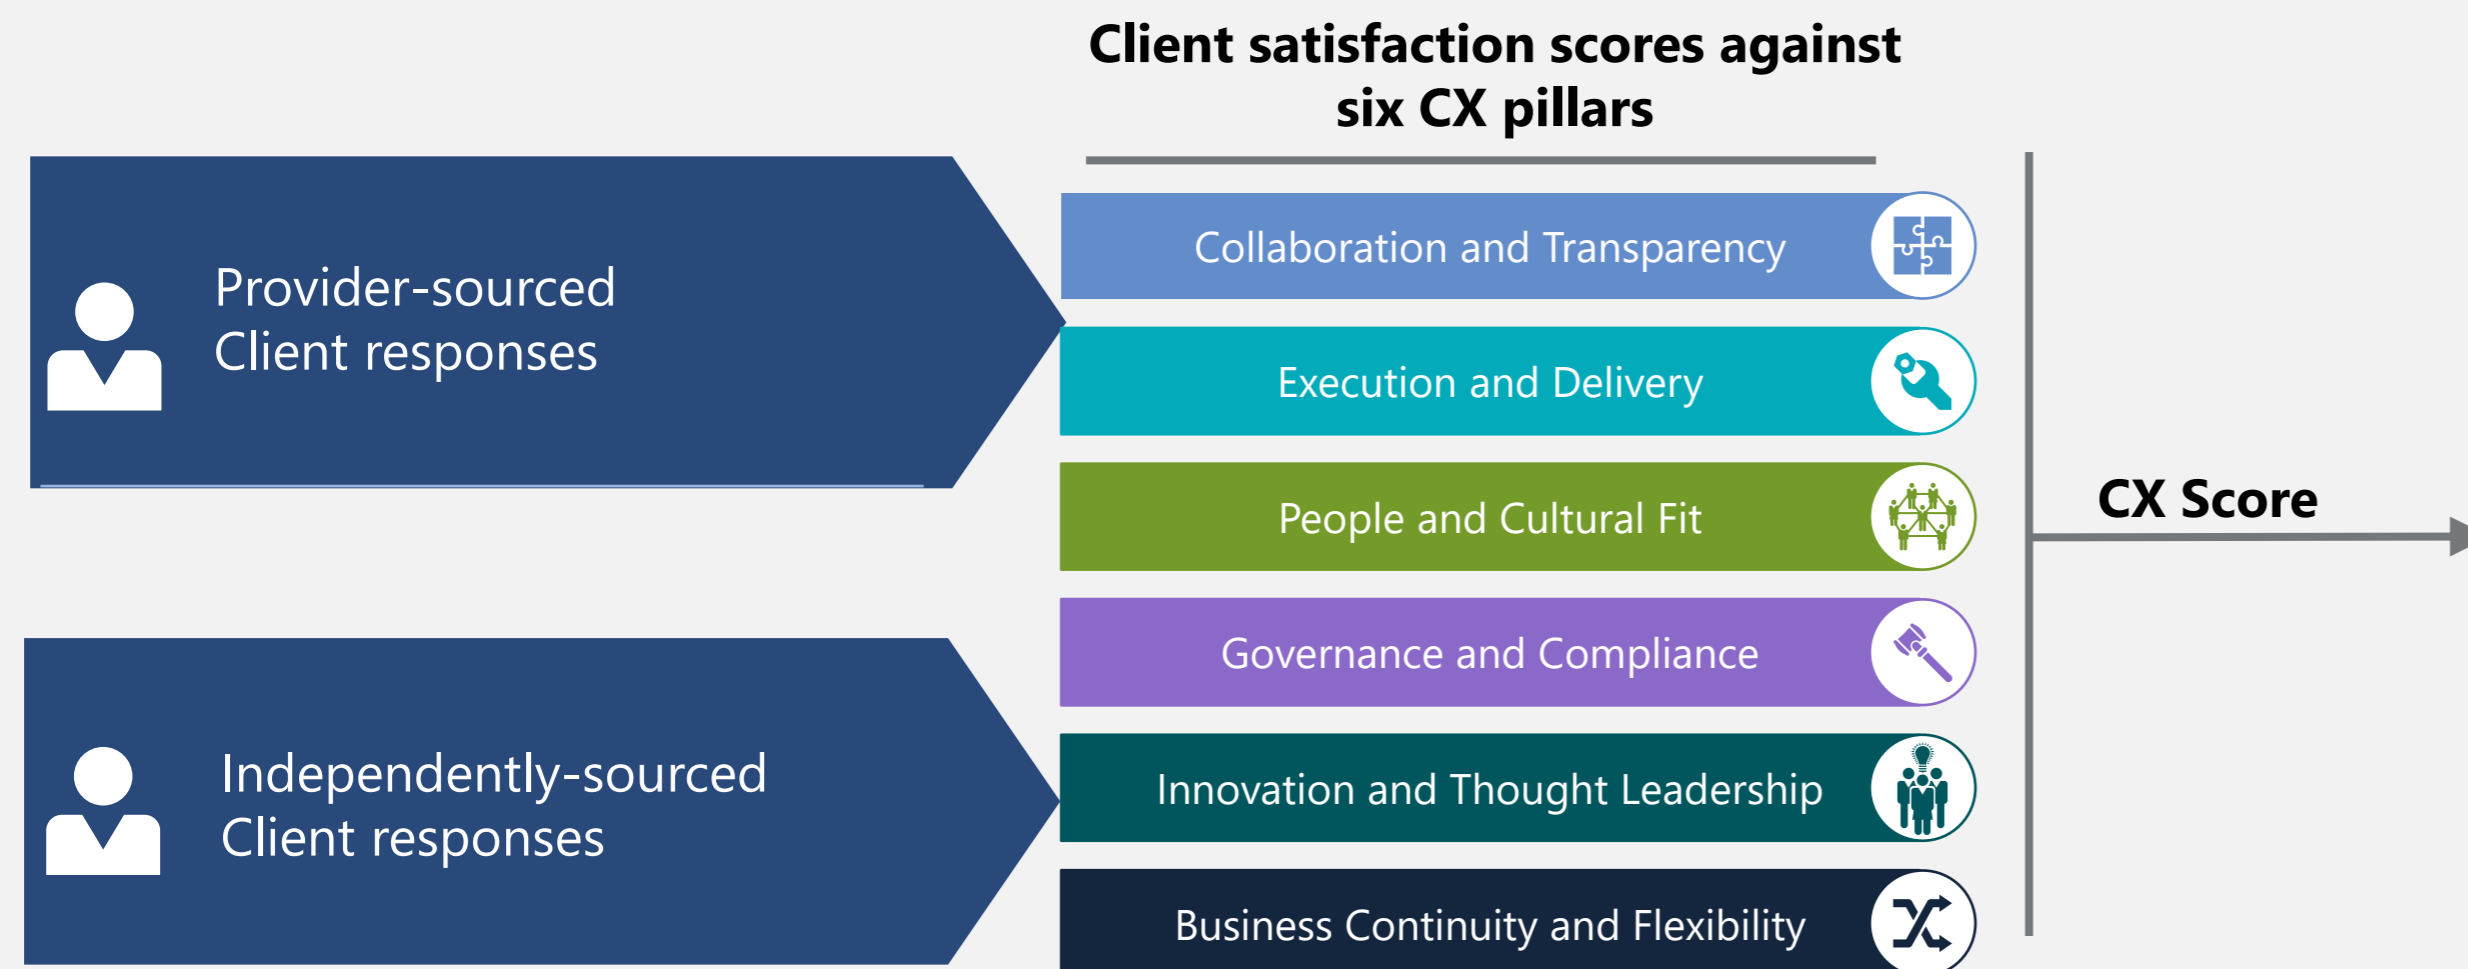 Client satisfaction scores against
six CX pillars
Provider-sourced
Client responses
Independently-sourced
Client responses
Collaboration and Transparency
Execution and Delivery
People and Cultural Fit
Governance and Compliance
Innovation and Thought Leadership
Business Continuity and Flexibility
CX Score